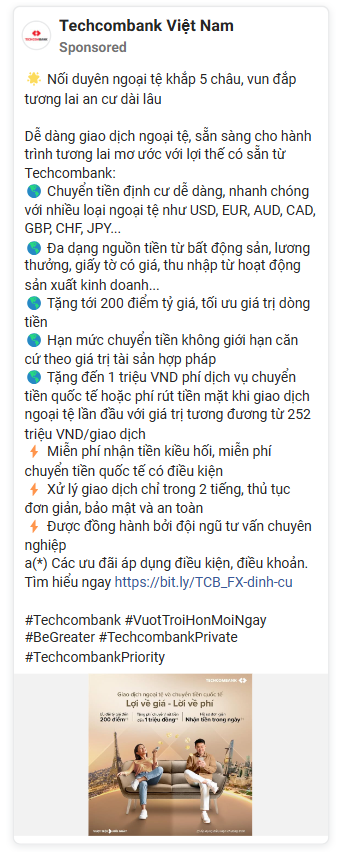 Techcombank Việt Nam
Sponsored
🌟 Nối duyên ngoại tệ khắp 5 châu, vun đắp
tương lai an cư dài lâu
Dễ dàng giao dịch ngoại tệ, sẵn sàng cho hành
trình tương lai mơ ước với lợi thế có sẵn từ
Techcombank:
🌎 Chuyển tiền định cư dễ dàng, nhanh chóng
với nhiều loại ngoại tệ như USD, EUR, AUD, CAD,
GBP, CHF, JPY...
🌎 Đa dạng nguồn tiền từ bất động sản, lương
thưởng, giấy tờ có giá, thu nhập từ hoạt động
sản xuất kinh doanh...
🌎 Tặng tới 200 điểm tỷ giá, tối ưu giá trị dòng
tiền
🌎 Hạn mức chuyển tiền không giới hạn căn
cứ theo giá trị tài sản hợp pháp
🌎 Tặng đến 1 triệu VND phí dịch vụ chuyển
tiền quốc tế hoặc phí rút tiền mặt khi giao dịch
ngoại tệ lần đầu với giá trị tương đương từ 252
triệu VND/giao dịch
⚡ Miễn phí nhận tiền kiều hối, miễn phí
chuyển tiền quốc tế có điều kiện
⚡ Xử lý giao dịch chỉ trong 2 tiếng, thủ tục
đơn giản, bảo mật và an toàn
⚡ Được đồng hành bởi đội ngũ tư vấn chuyên
nghiệp
a(*) Các ưu đãi áp dụng điều kiện, điều khoản.
Tìm hiểu ngay https://bit.ly/TCB_FX-dinh-cu
#Techcombank #VuotTroiHonMoiNgay
#BeGreater #TechcombankPrivate
#TechcombankPriority
TECHCOMBANK
Giao dịch ngoại tệ và chuyển tiền quốc tế
Lợi về giá - Lời về phí
200 điểm
1 triệu đồng
Nhận tiền trong ngày